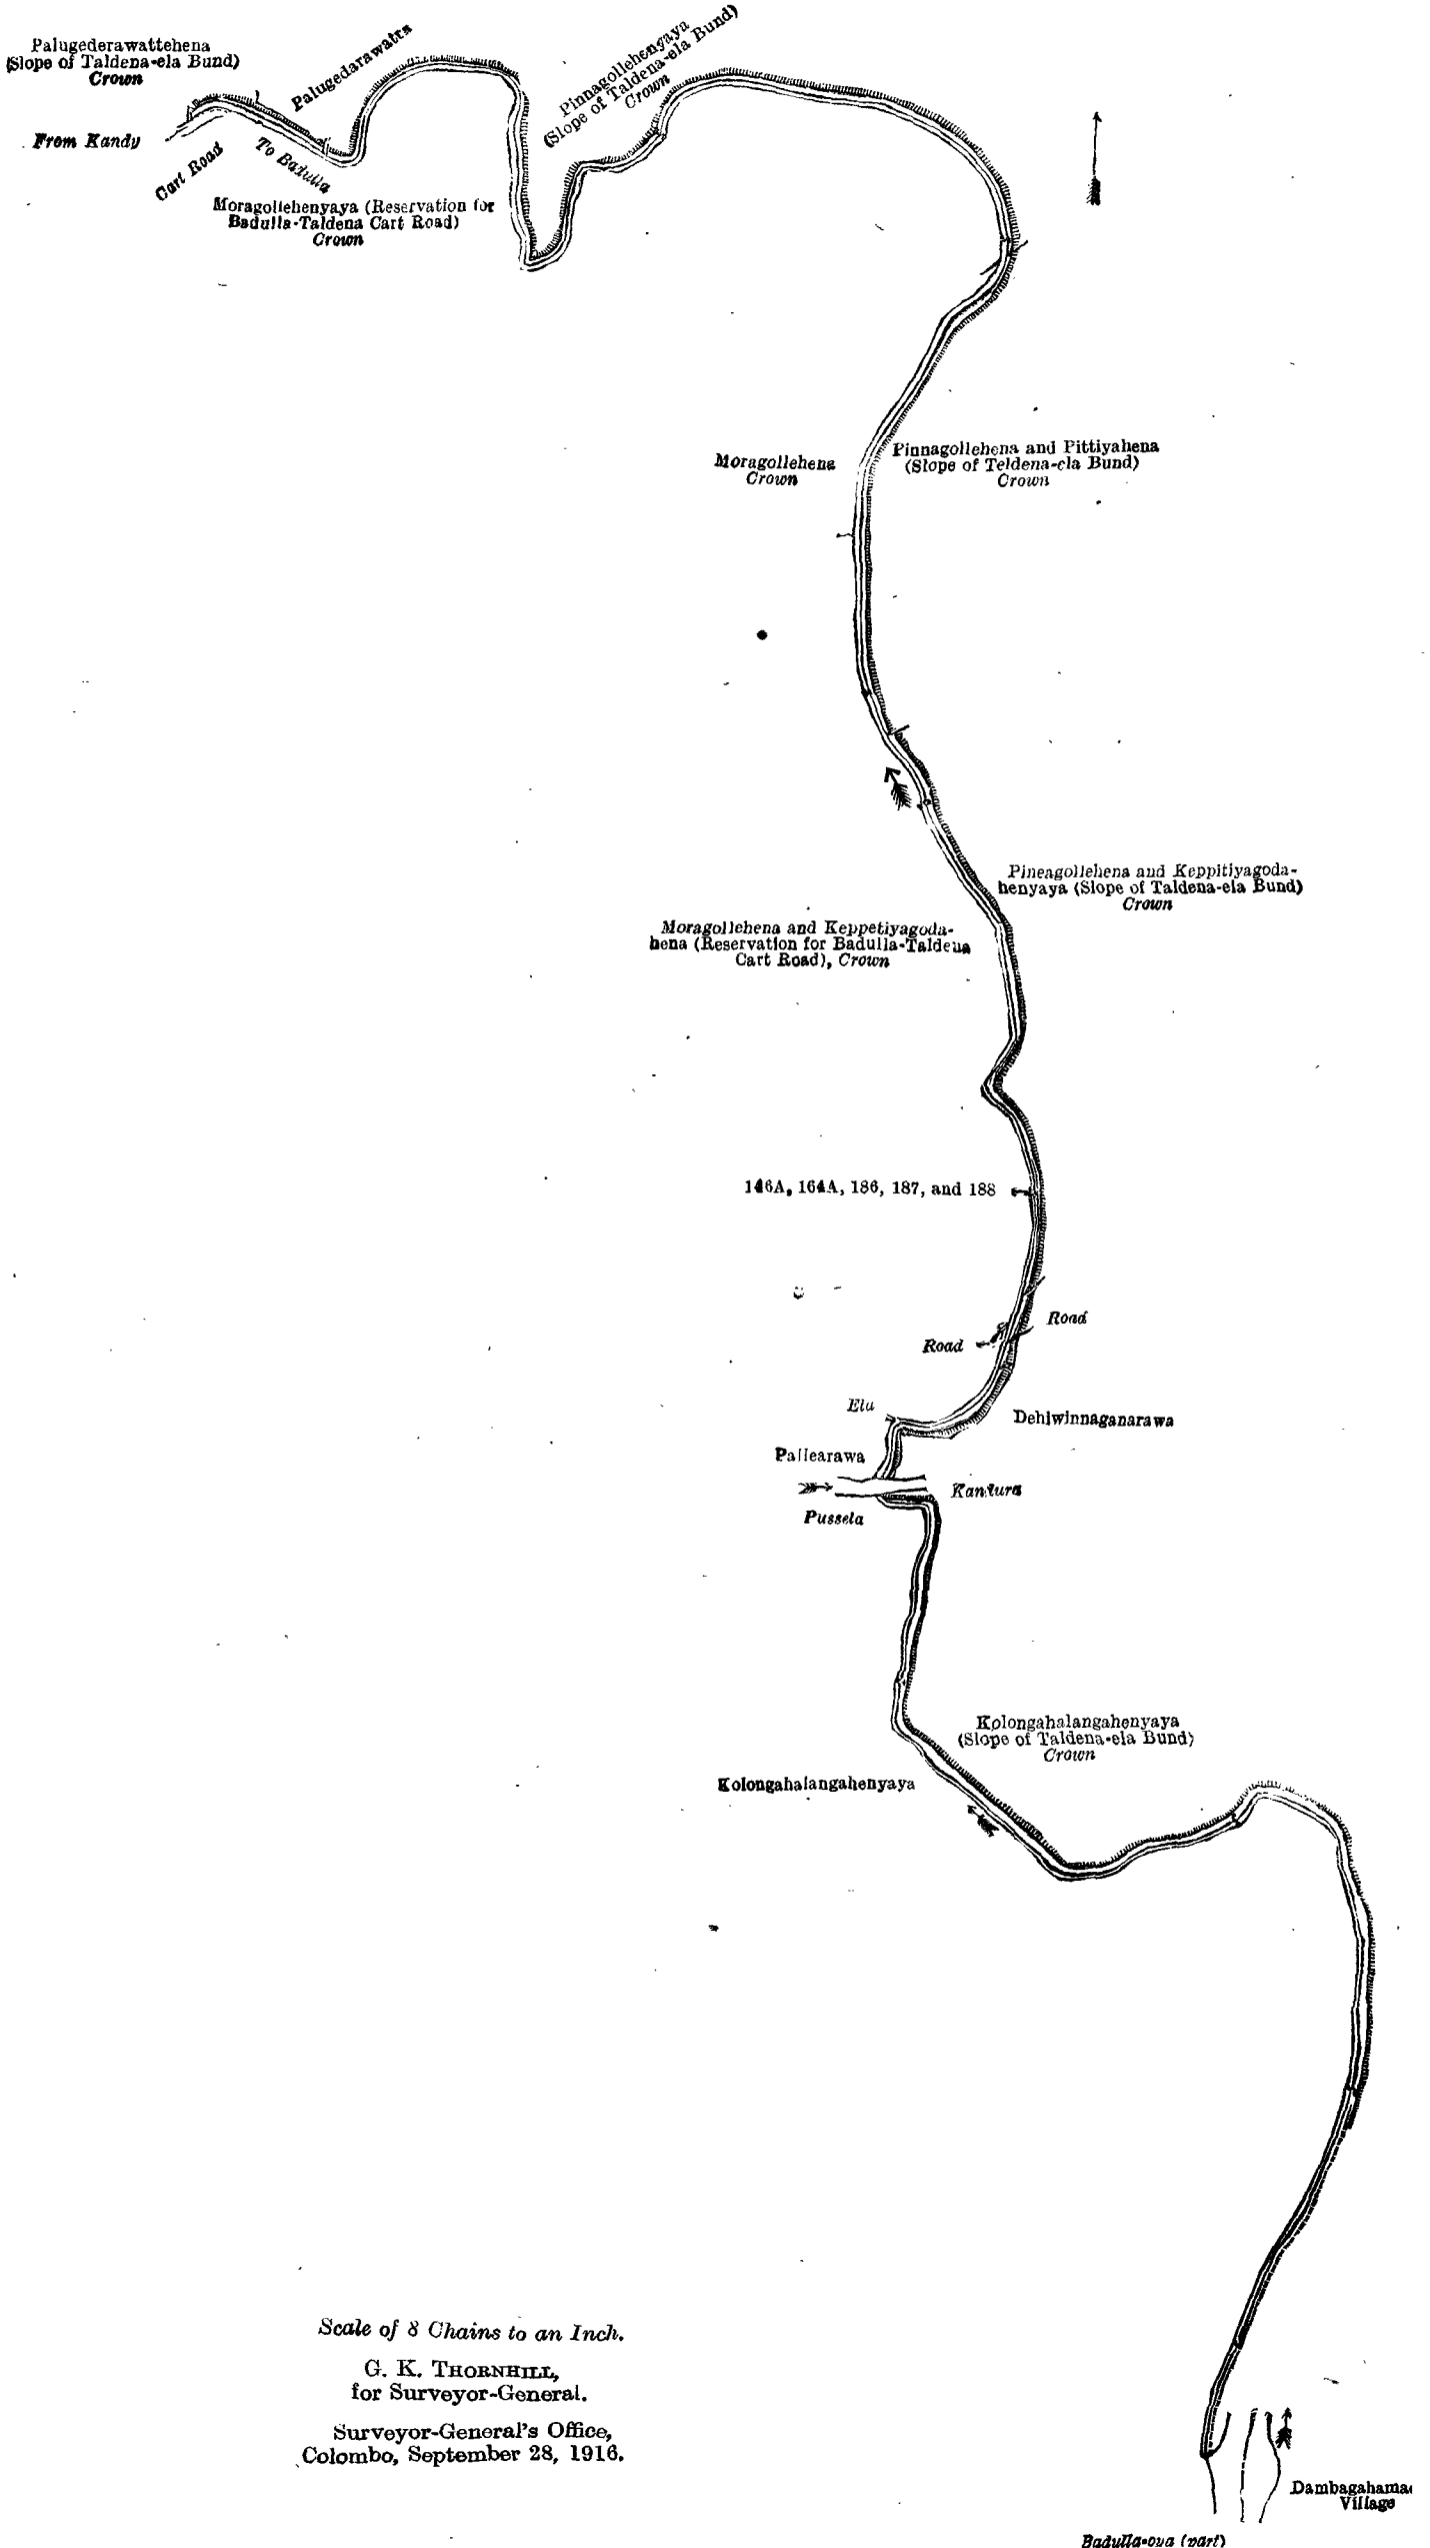 Palugederawattehena
(Slope of Taldena-ela Bund)
Crown
Palugedarawatta
Pinnagollehenyaya
(Slope of Taldena-ela Bund)
Crown
From Kandy
Cart Road
To Badulla
Moragollehenyaya (Reservation for
Badulla-Taldena Cart Road)
Crown
Moragollehena
Crown
Pinnagollehena and Pittiyahena
(Slope of Teldena-ela Bund)
Crown
Pineagollehena and Keppitiyagoda-
henyaya (Slope of Taldena-ela Bund)
Crown
Moragollehena and Keppetiyagoda-
hena (Reservation for Badulla-Taldena
Cart Road), Crown
146A, 164A, 186, 187, and 188
Road
Road
Ela
Dehiwinnaganarawa
Pallearawa
Kandura
Pussela
Kolongahalangahenyaya
(Slope of Taldena-ela Bund)
Crown
Kolongahalangahenyaya
Scale of 8 Chains to an Inch.
G. K. THORNHILL,
for Surveyor-General.
Surveyor-General's Office,
Colombo, September 28, 1916.
Village
Badulla-oya (part)